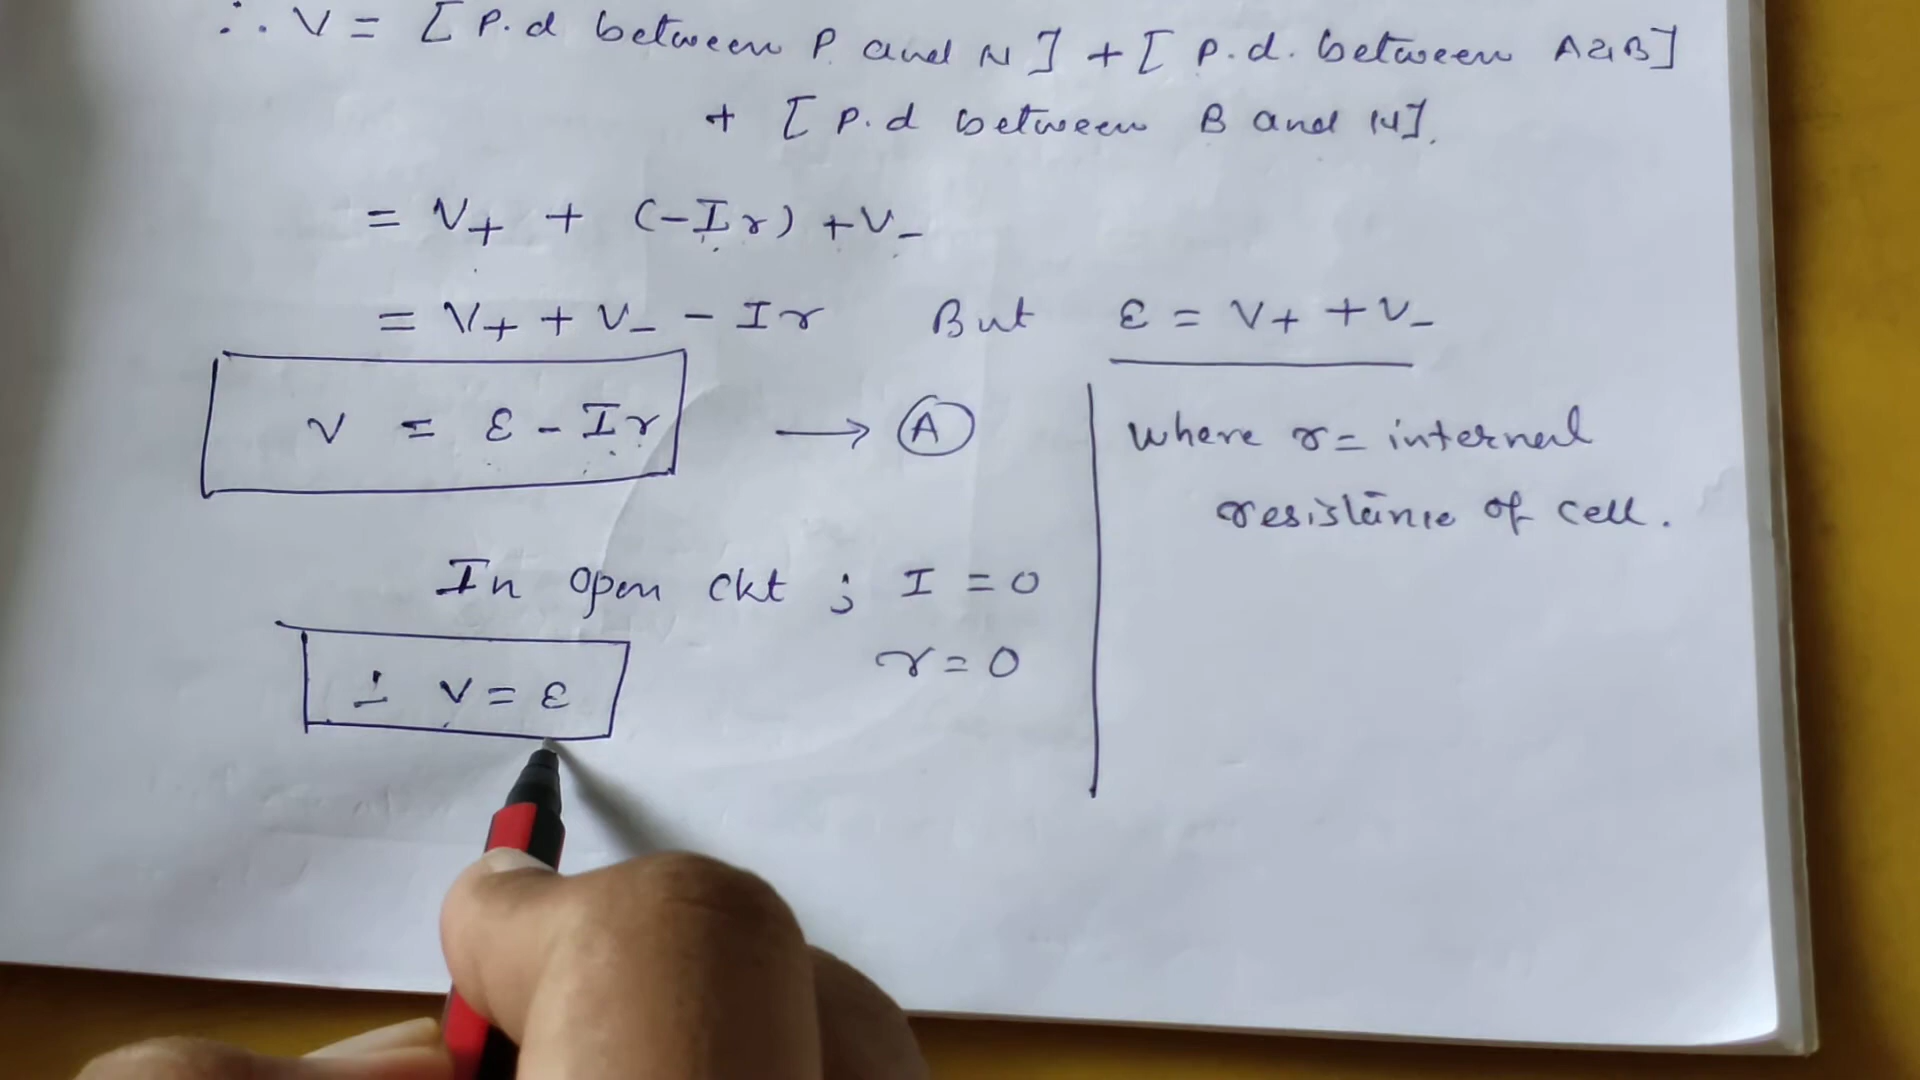 ∴ V = [ P.d between P and N ] + [ p.d. between A & B ]
+ [ P.d between B and N ].
= V₊ + (-Ir) + V₋
= V₊ + V₋ - Ir But ε = V₊ + V₋
V = ε - Ir → Ⓐ
where r = internal
resistance of cell.
In open ckt ; I = 0
r = 0
∴ V = ε